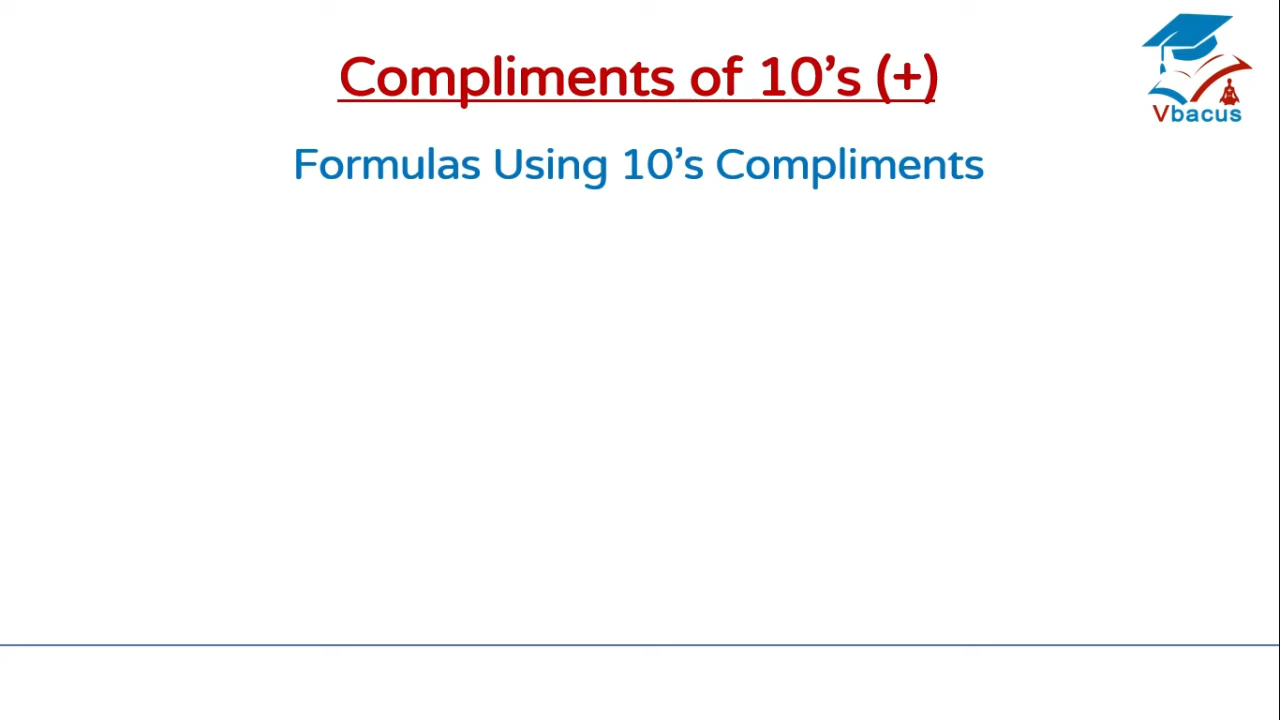 Compliments of 10’s (+)
Vbacus
Formulas Using 10’s Compliments